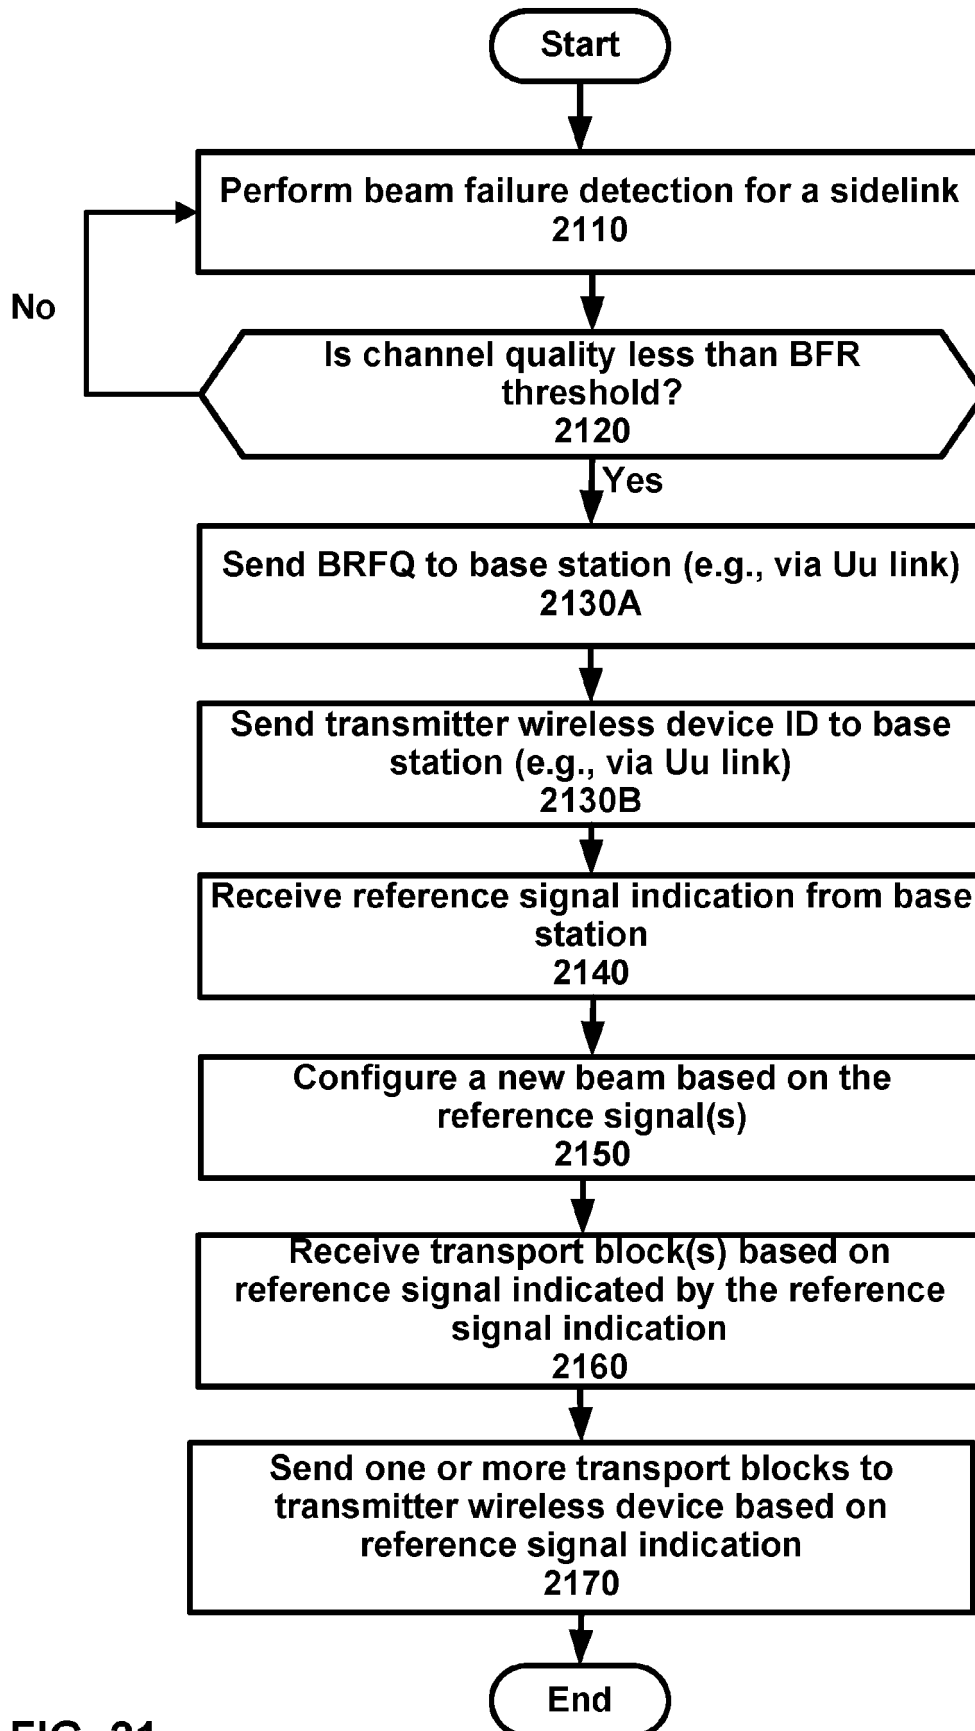 Start
Perform beam failure detection for a sidelink
2110
No
Is channel quality less than BFR
threshold?
2120
Yes
Send BRFQ to base station (e.g., via Uu link)
2130A
Send transmitter wireless device ID to base
station (e.g., via Uu link)
2130B
Receive reference signal indication from base
station
2140
Configure a new beam based on the
reference signal(s)
2150
Receive transport block(s) based on
reference signal indicated by the reference
signal indication
2160
Send one or more transport blocks to
transmitter wireless device based on
reference signal indication
2170
End
FIG. 21